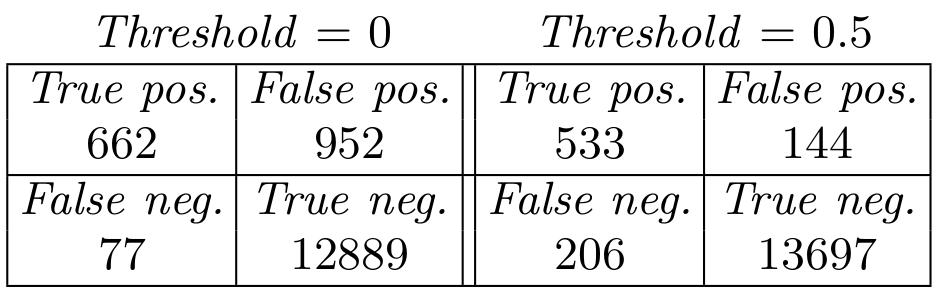 Threshold = 0 Threshold = 0.5
True pos. False pos. True pos. False pos.
662 952 533 144
False neg. True neg. False neg. True neg.
77 12889 206 13697